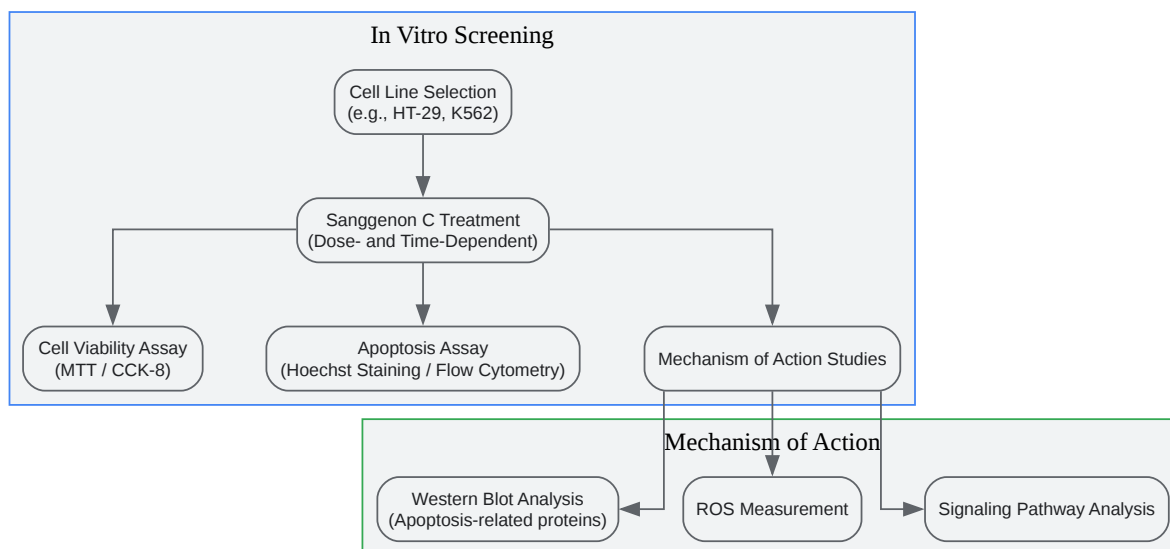 In Vitro Screening
Cell Line Selection
(e.g., HT-29, K562)
Sanggenon C Treatment
(Dose- and Time-Dependent)
Cell Viability Assay
(MTT / CCK-8)
Apoptosis Assay
(Hoechst Staining / Flow Cytometry)
Mechanism of Action Studies
Mechanism of Action
Western Blot Analysis
(Apoptosis-related proteins)
ROS Measurement
Signaling Pathway Analysis